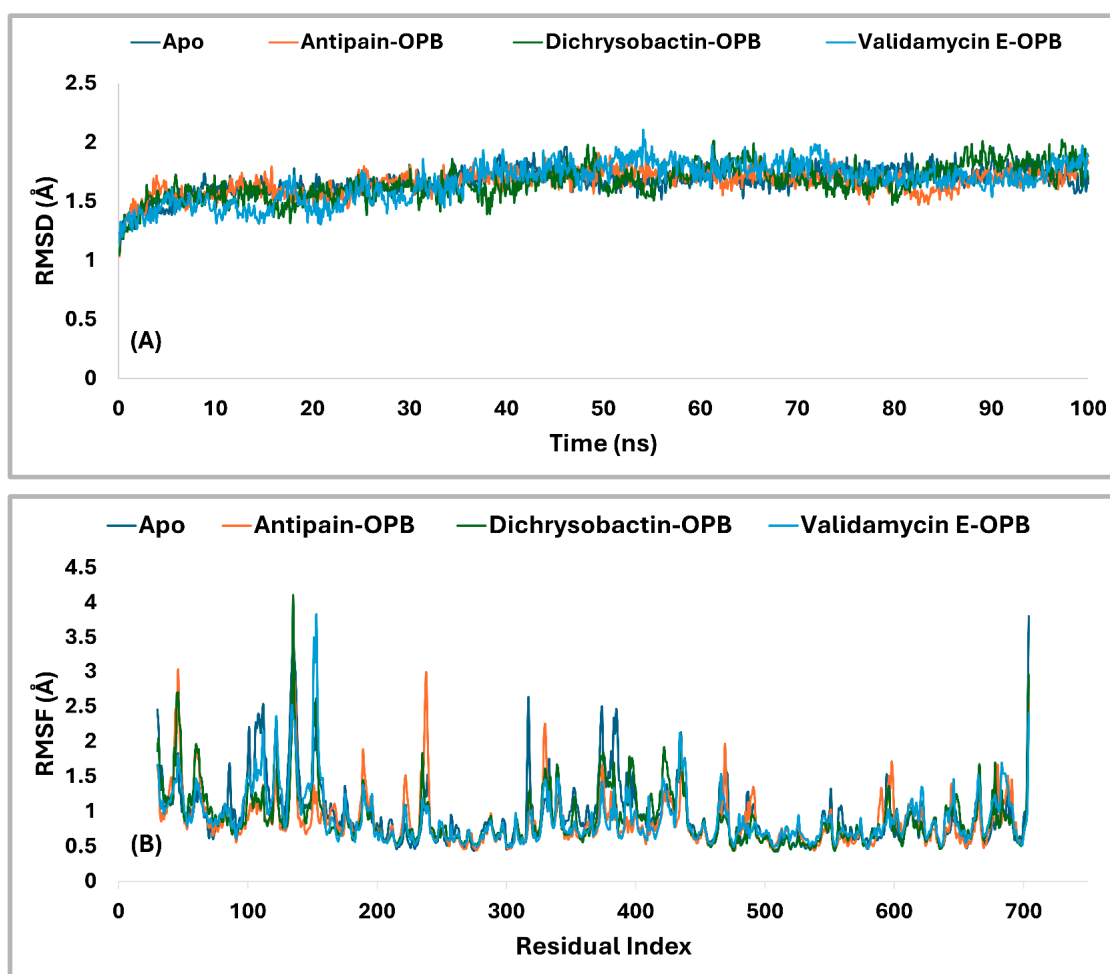 Apo Antipain-OPB Dichrysobactin-OPB Validamycin E-OPB
2.5
2
1.5
1
0.5
0
RMSD (Å)
(A)
0 10 20 30 40 50 60 70 80 90 100
Time (ns)
Apo Antipain-OPB Dichrysobactin-OPB Validamycin E-OPB
4.5
4
3.5
3
2.5
2
1.5
1
0.5
0
RMSF (Å)
(B)
0 100 200 300 400 500 600 700
Residual Index